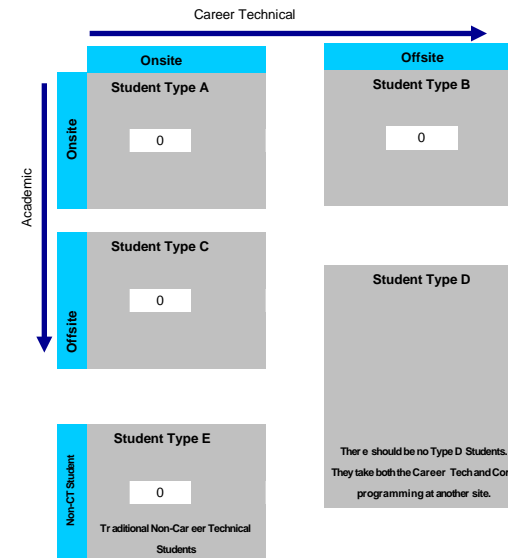 Career Technical
Onsite
Offsite
Academic
Onsite
Student Type A
0
Student Type B
0
Offsite
Student Type C
0
Student Type D
There should be no Type D Students.
They take both the Career Tech and Cor
programming at another site.
Non-CT Student
Student Type E
0
Traditional Non-Career Technical
Students